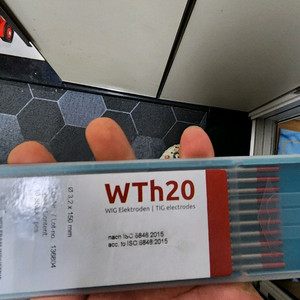 WTh20
WIG Elektroden | TIG electrodes
nach ISO 6848:2015
acc. to ISO 6848:2015
Ø 3,2 x 150 mm